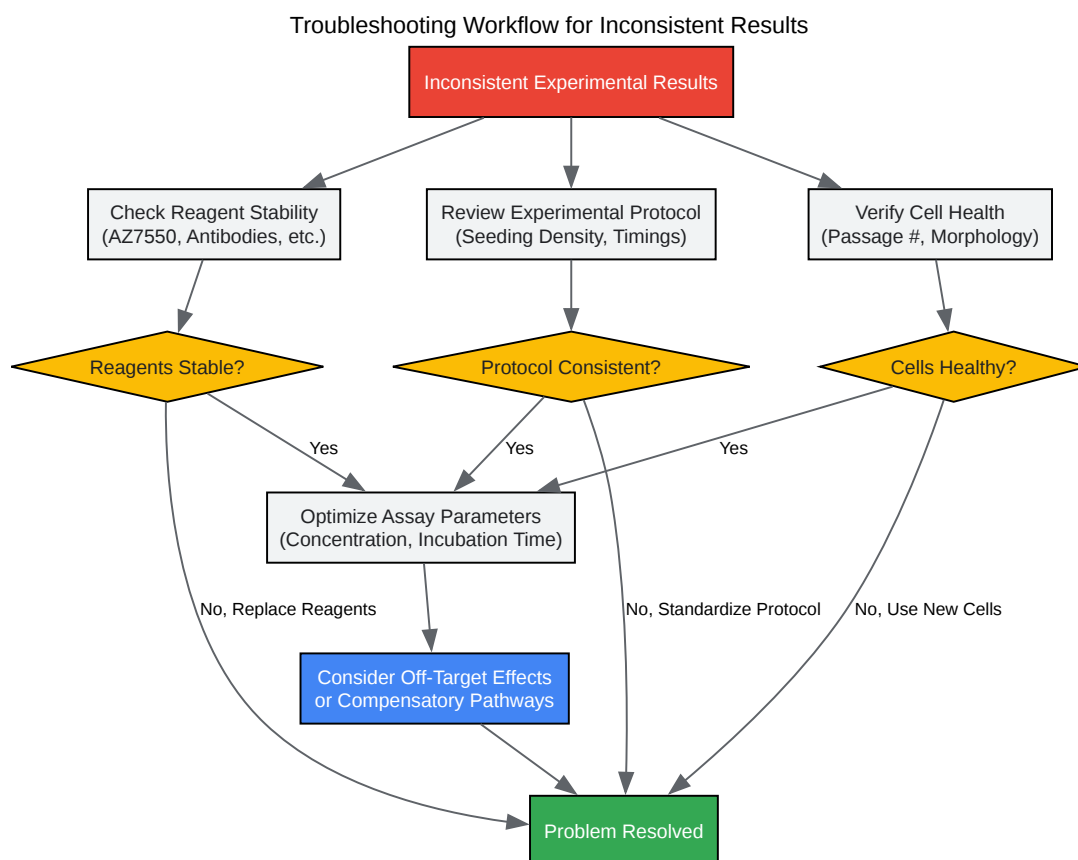 Troubleshooting Workflow for Inconsistent Results
Inconsistent Experimental Results
Check Reagent Stability
(AZ7550, Antibodies, etc.)
Review Experimental Protocol
(Seeding Density, Timings)
Verify Cell Health
(Passage #, Morphology)
Reagents Stable?
Protocol Consistent?
Cells Healthy?
Yes
Yes
Yes
Optimize Assay Parameters
(Concentration, Incubation Time)
No, Replace Reagents
No, Standardize Protocol
No, Use New Cells
Consider Off-Target Effects
or Compensatory Pathways
Problem Resolved